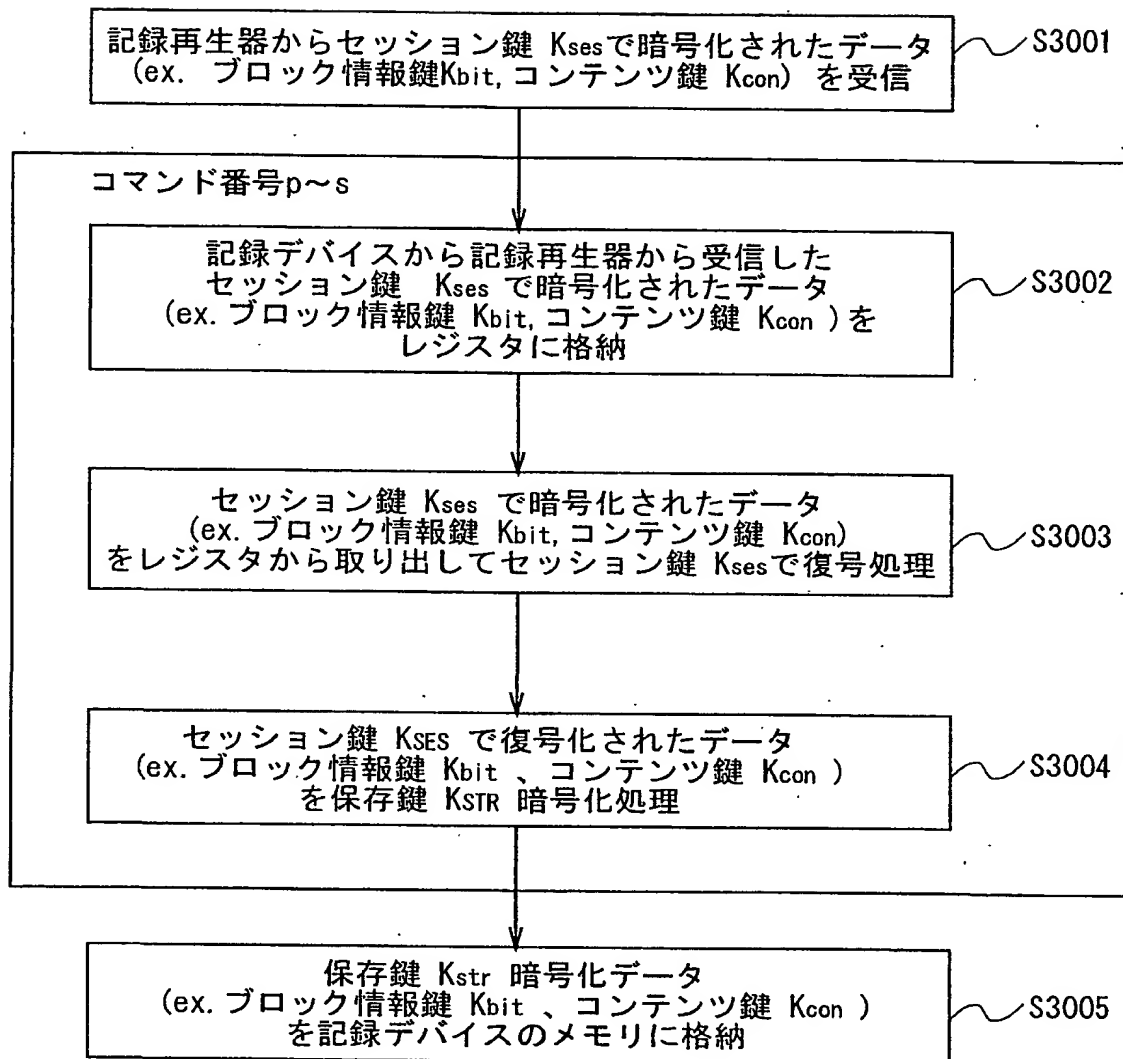 記録再生器からセッション鍵 Ksesで暗号化されたデータ
(ex. ブロック情報鍵Kbit,コンテンツ鍵 Kcon) を受信
S3001
コマンド番号p~s
記録デバイスから記録再生器から受信した
セッション鍵 Kses で暗号化されたデータ
(ex.ブロック情報鍵 Kbit,コンテンツ鍵 Kcon )を
レジスタに格納
S3002
セッション鍵 Kses で暗号化されたデータ
(ex.ブロック情報鍵 Kbit,コンテンツ鍵 Kcon)
をレジスタから取り出してセッション鍵 Ksesで復号処理
S3003
セッション鍵 KSES で復号化されたデータ
(ex.ブロック情報鍵 Kbit 、コンテンツ鍵 Kcon )
を保存鍵 KSTR 暗号化処理
S3004
保存鍵 Kstr 暗号化データ
(ex.ブロック情報鍵 Kbit 、コンテンツ鍵 Kcon )
を記録デバイスのメモリに格納
S3005